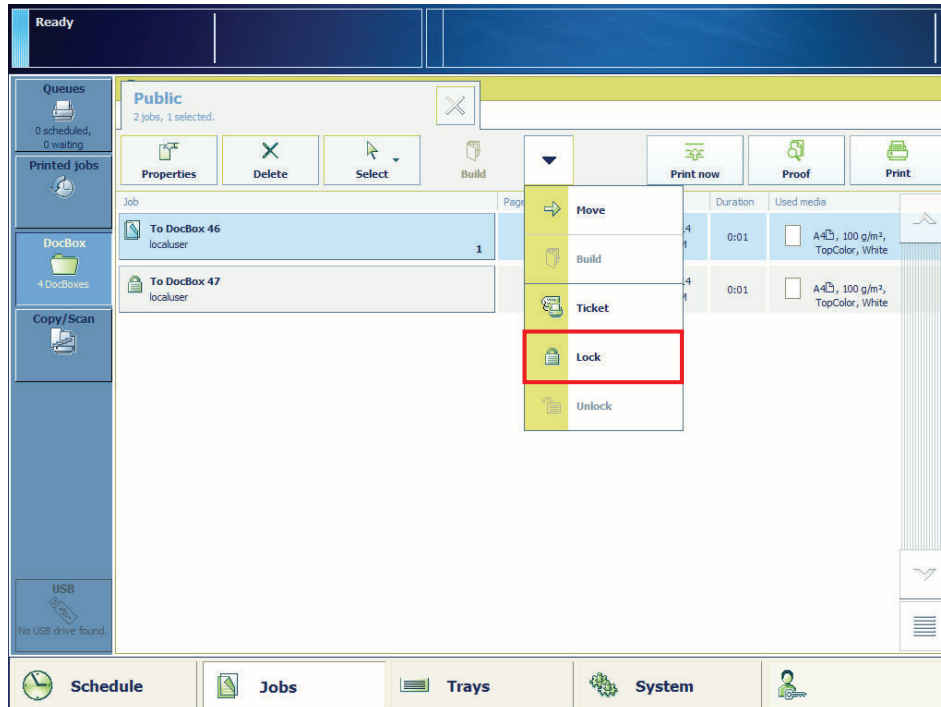 Ready
Queues
0 scheduled,
0 waiting
Printed jobs
DocBox
4 DocBoxes
Copy/Scan
USB
No USB drive found.
Public
2 jobs, 1 selected.
Properties
Delete
Select
Build
Print now
Proof
Print
Job
Page
Duration
Used media
To DocBox 46
localuser
1
4
0:01
A4, 100 g/m²,
TopColor, White
To DocBox 47
localuser
4
0:01
A4, 100 g/m²,
TopColor, White
Move
Build
Ticket
Lock
Unlock
Schedule
Jobs
Trays
System